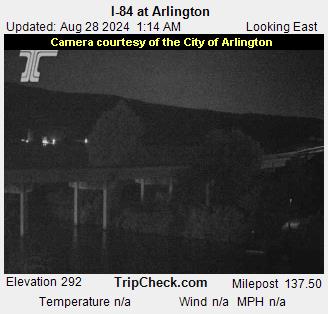 I-84 at Arlington
Updated: Aug 28 2024 1:14 AM Looking East
Camera courtesy of the City of Arlington
Elevation 292 TripCheck.com Milepost 137.50
Temperature n/a Wind n/a MPH n/a